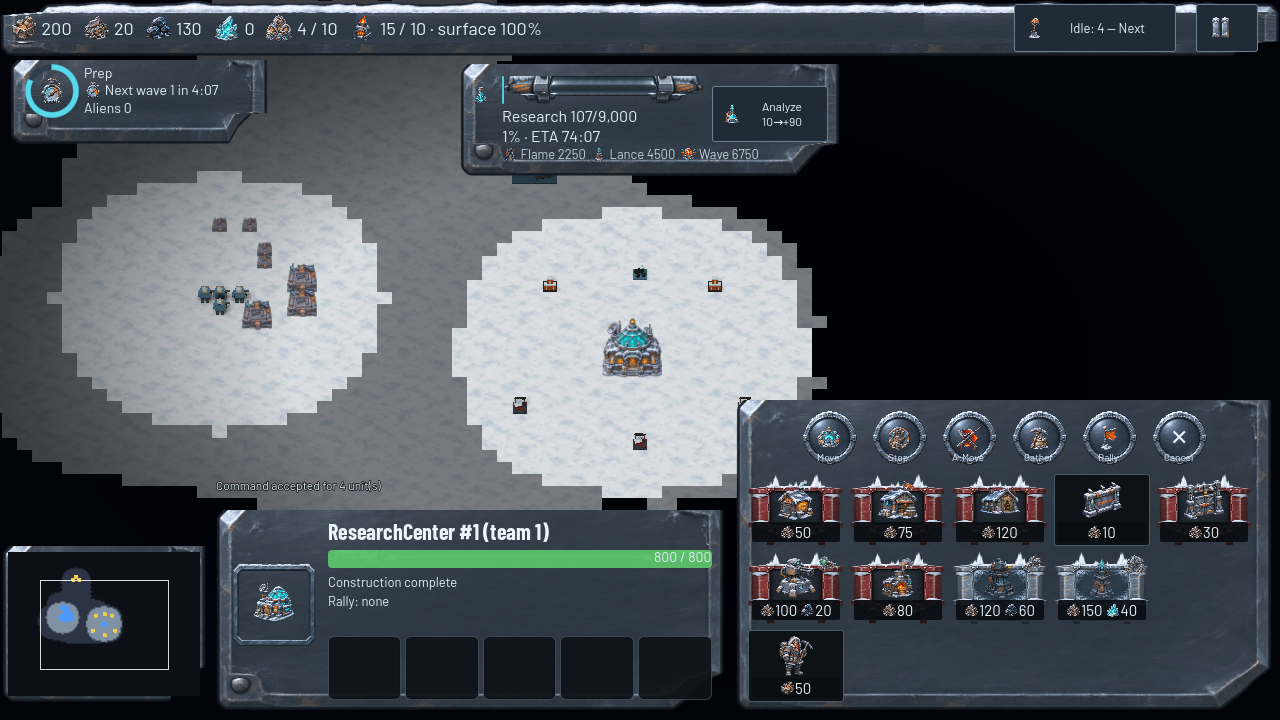 200 20 130 0 4 / 10 15 / 10 · surface 100%
Idle: 4 — Next
Prep
Next wave 1 in 4:07
Aliens 0
Research 107/9,000
1% · ETA 74:07
Flame 2250 Lance 4500 Wave 6750
Analyze
10→+90
Command accepted for 4 unit(s)
ResearchCenter #1 (team 1)
800 / 800
Construction complete
Rally: none
Move Stop A-Move Gather Rally Cancel
50 75 120 10 30
100 20 80 120 60 150 40
50